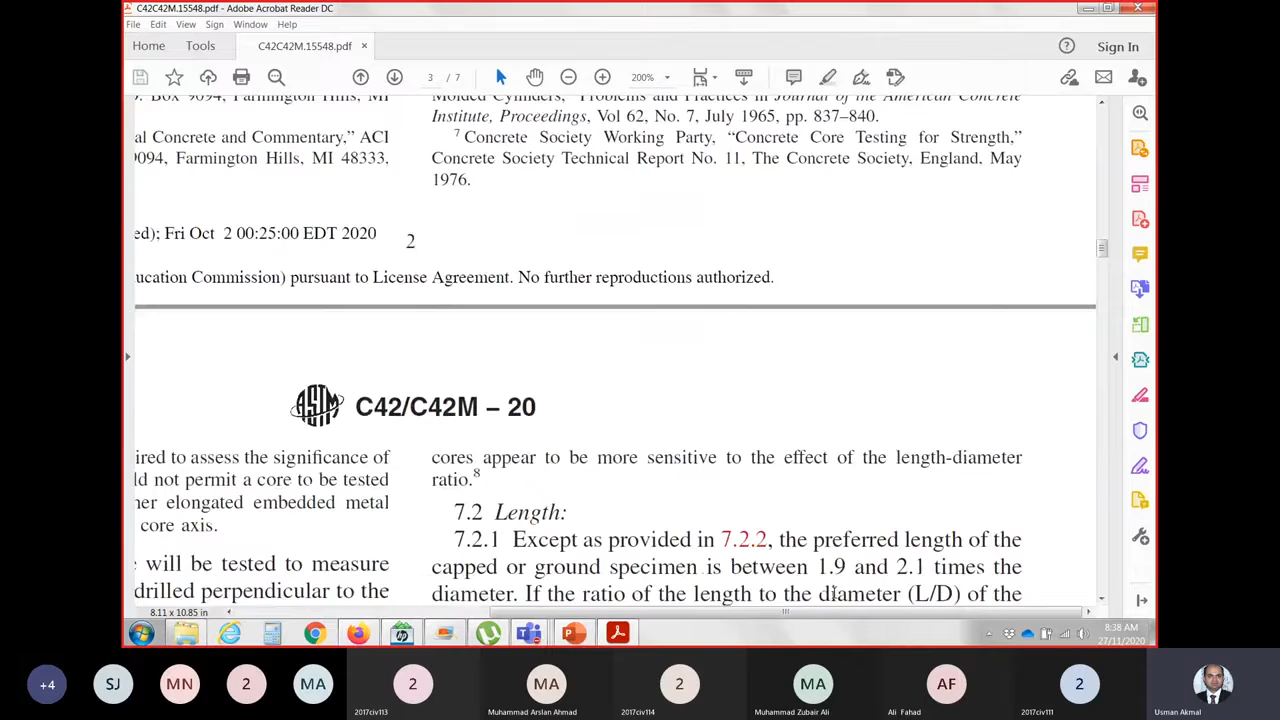 C42C42M.15548.pdf - Adobe Acrobat Reader DC
File Edit View Sign Window Help
Home Tools C42C42M.15548.pdf × Sign In
3 / 7 200%
Box 9094, Farmington Hills, MI
al Concrete and Commentary,” ACI
9094, Farmington Hills, MI 48333,
ed); Fri Oct 2 00:25:00 EDT 2020
2
ucation Commission) pursuant to License Agreement. No further reproductions authorized.
Molded Cylinders,” Problems and Practices in Journal of the American Concrete
Institute, Proceedings, Vol 62, No. 7, July 1965, pp. 837–840.
7 Concrete Society Working Party, “Concrete Core Testing for Strength,”
Concrete Society Technical Report No. 11, The Concrete Society, England, May
1976.
ASTM C42/C42M – 20
ired to assess the significance of
ld not permit a core to be tested
her elongated embedded metal
core axis.
will be tested to measure
drilled perpendicular to the
cores appear to be more sensitive to the effect of the length-diameter
ratio.8
7.2 Length:
7.2.1 Except as provided in 7.2.2, the preferred length of the
capped or ground specimen is between 1.9 and 2.1 times the
diameter. If the ratio of the length to the diameter (L/D) of the
8.11 x 10.85 in
8:38 AM
27/11/2020
+4 SJ MN 2 MA 2 MA 2 MA AF 2
2017civ113 Muhammad Arslan Ahmad 2017civ114 Muhammad Zubair Ali Ali Fahad 2017civ111 Usman Akmal